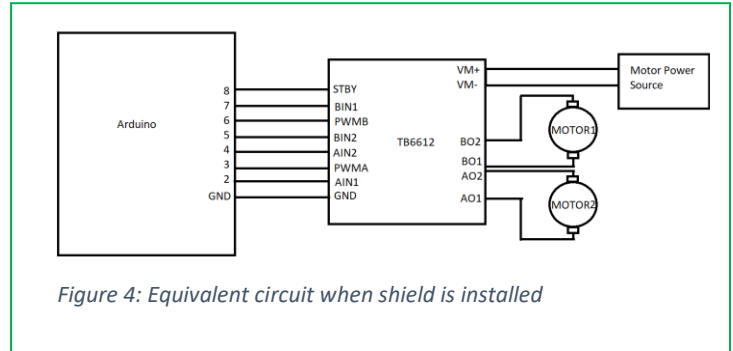 Arduino
8
7
6
5
4
3
2
GND
STBY
BIN1
PWMB
BIN2
AIN2
PWMA
AIN1
GND
TB6612
VM+
VM-
BO2
BO1
AO2
AO1
Motor Power
Source
MOTOR1
MOTOR2
Figure 4: Equivalent circuit when shield is installed